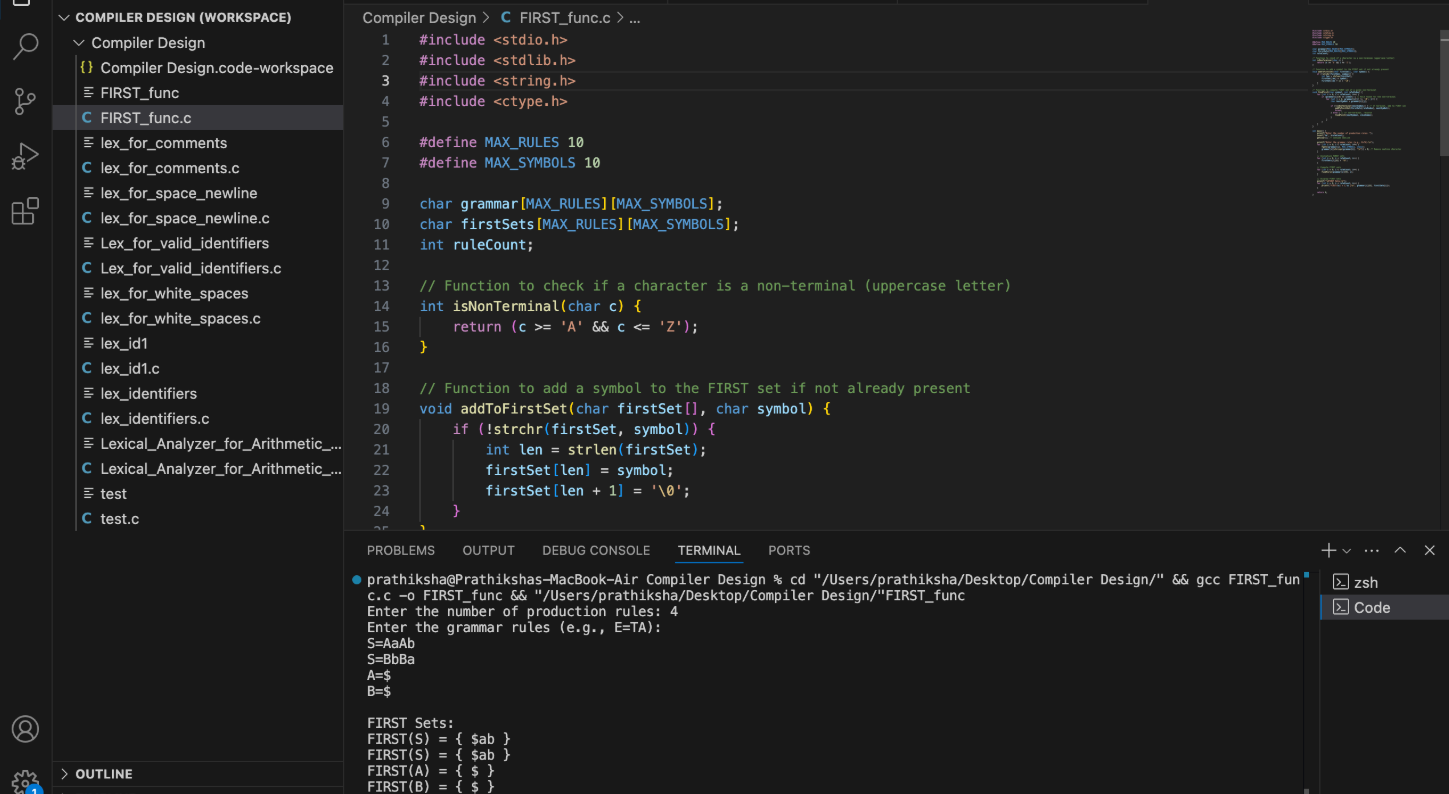 COMPILER DESIGN (WORKSPACE)
Compiler Design
{} Compiler Design.code-workspace
FIRST_func
C FIRST_func.c
lex_for_comments
C lex_for_comments.c
lex_for_space_newline
C lex_for_space_newline.c
Lex_for_valid_identifiers
C Lex_for_valid_identifiers.c
lex_for_white_spaces
C lex_for_white_spaces.c
lex_id1
C lex_id1.c
lex_identifiers
C lex_identifiers.c
Lexical_Analyzer_for_Arithmetic_...
C Lexical_Analyzer_for_Arithmetic_...
test
C test.c
OUTLINE
1
Compiler Design > C FIRST_func.c > ...
1 #include <stdio.h>
2 #include <stdlib.h>
3 #include <string.h>
4 #include <ctype.h>
5
6 #define MAX_RULES 10
7 #define MAX_SYMBOLS 10
8
9 char grammar[MAX_RULES][MAX_SYMBOLS];
10 char firstSets[MAX_RULES][MAX_SYMBOLS];
11 int ruleCount;
12
13 // Function to check if a character is a non-terminal (uppercase letter)
14 int isNonTerminal(char c) {
15 return (c >= 'A' && c <= 'Z');
16 }
17
18 // Function to add a symbol to the FIRST set if not already present
19 void addToFirstSet(char firstSet[], char symbol) {
20 if (!strchr(firstSet, symbol)) {
21 int len = strlen(firstSet);
22 firstSet[len] = symbol;
23 firstSet[len + 1] = '\0';
24 }
25 }
PROBLEMS OUTPUT DEBUG CONSOLE TERMINAL PORTS
prathiksha@Prathikshas-MacBook-Air Compiler Design % cd "/Users/prathiksha/Desktop/Compiler Design/" && gcc FIRST_fun
c.c -o FIRST_func && "/Users/prathiksha/Desktop/Compiler Design/"FIRST_func
Enter the number of production rules: 4
Enter the grammar rules (e.g., E=TA):
S=AaAb
S=BbBa
A=$
B=$

FIRST Sets:
FIRST(S) = { $ab }
FIRST(S) = { $ab }
FIRST(A) = { $ }
FIRST(B) = { $ }
zsh
Code